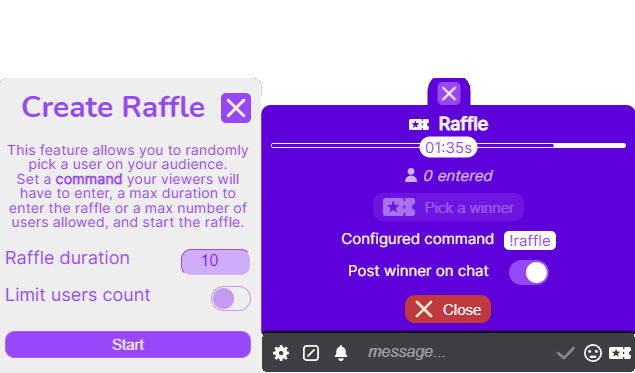 Create Raffle
This feature allows you to randomly
pick a user on your audience.
Set a command your viewers will
have to enter, a max duration to
enter the raffle or a max number of
users allowed, and start the raffle.
Raffle duration 10
Limit users count
Start
Raffle
01:35s
0 entered
Pick a winner
Configured command !raffle
Post winner on chat
Close
message...